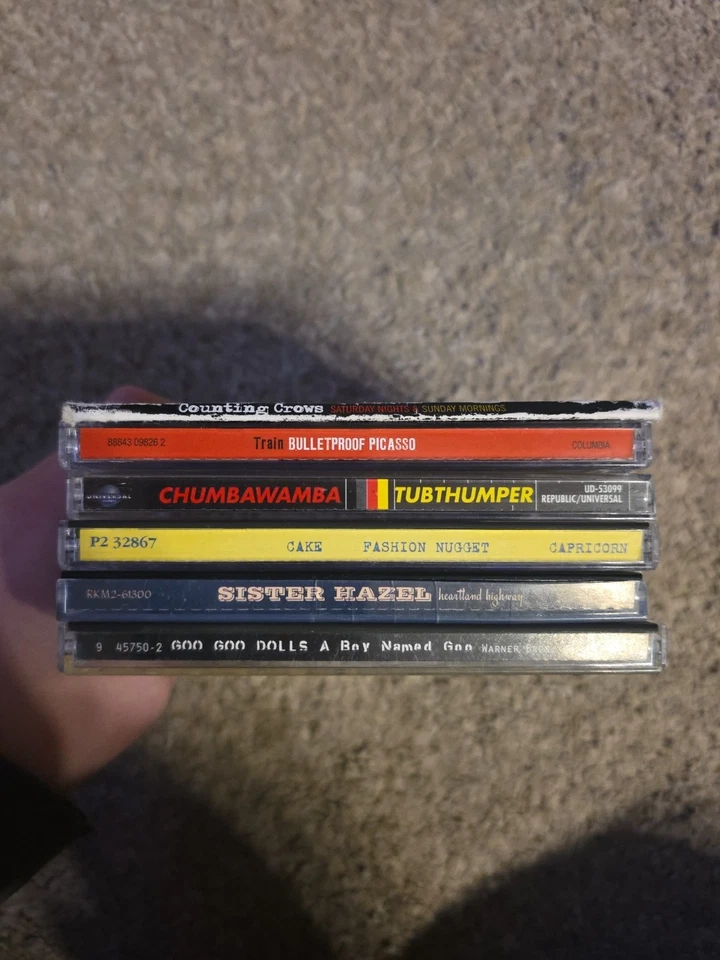 Counting Crows SATURDAY NIGHTS & SUNDAY MORNINGS
88843 09826 2 Train BULLETPROOF PICASSO COLUMBIA
UNIVERSAL CHUMBAWAMBA TUBTHUMPER UD-53099
REPUBLIC/UNIVERSAL
P2 32867 CAKE FASHION NUGGET CAPRICORN
RKM2-61300 SISTER HAZEL heartland highway
9 45750-2 GOO GOO DOLLS A Boy Named Goo WARNER BROS.